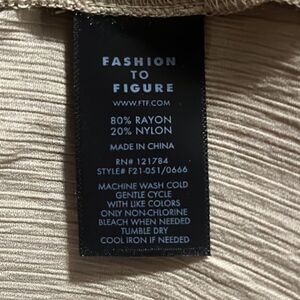 FASHION
TO
FIGURE
WWW.FTF.COM
80% RAYON
20% NYLON
MADE IN CHINA
RN# 121784
STYLE# F21-051/0666
MACHINE WASH COLD
GENTLE CYCLE
WITH LIKE COLORS
ONLY NON-CHLORINE
BLEACH WHEN NEEDED
TUMBLE DRY
COOL IRON IF NEEDED